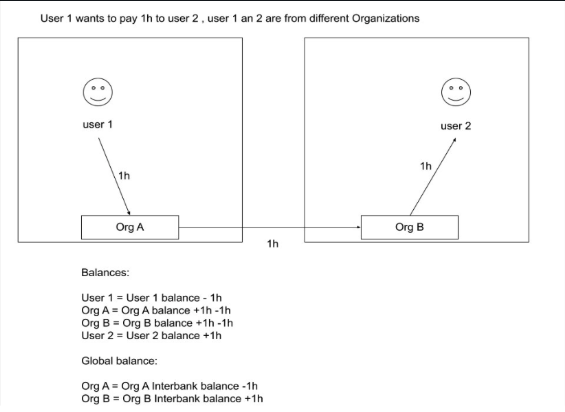 User 1 wants to pay 1h to user 2 , user 1 an 2 are from different Organizations
user 1
user 2
1h
1h
Org A
Org B
1h
Balances:
User 1 = User 1 balance - 1h
Org A = Org A balance +1h -1h
Org B = Org B balance +1h -1h
User 2 = User 2 balance +1h
Global balance:
Org A = Org A Interbank balance -1h
Org B = Org B Interbank balance +1h